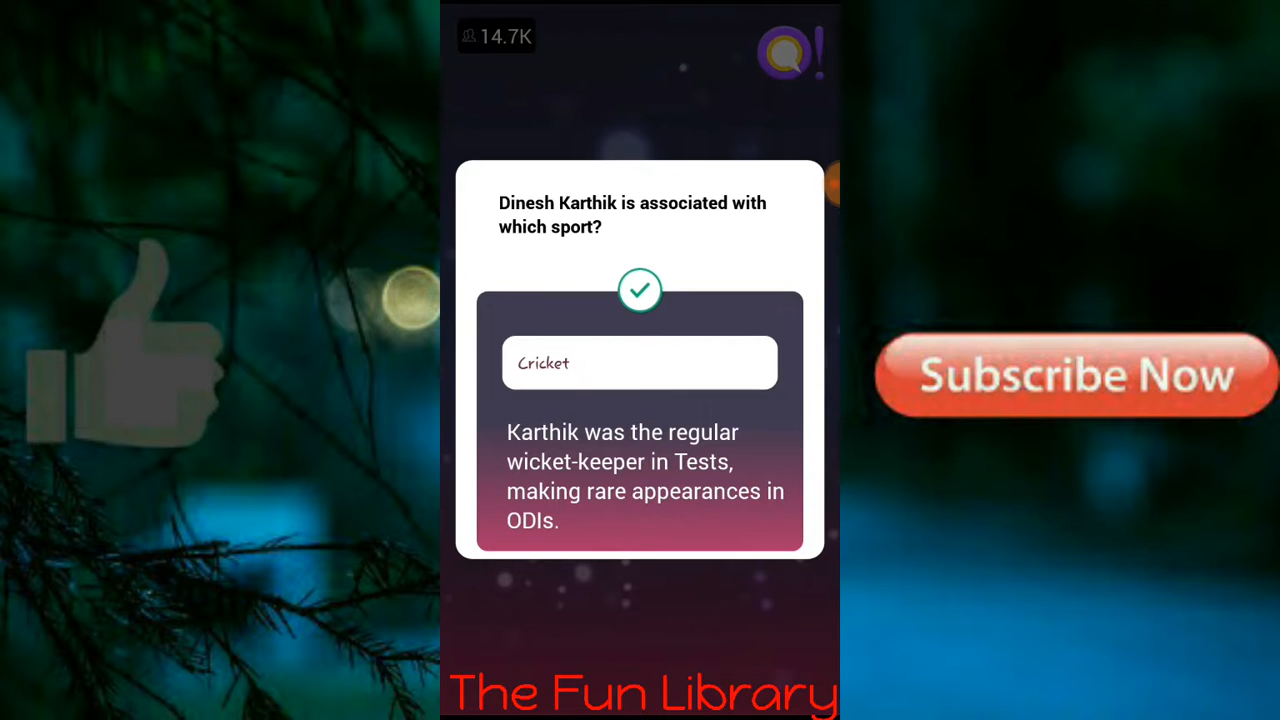 14.7K
Dinesh Karthik is associated with
which sport?
Cricket
Karthik was the regular
wicket-keeper in Tests,
making rare appearances in
ODIs.
Subscribe Now
The Fun Library